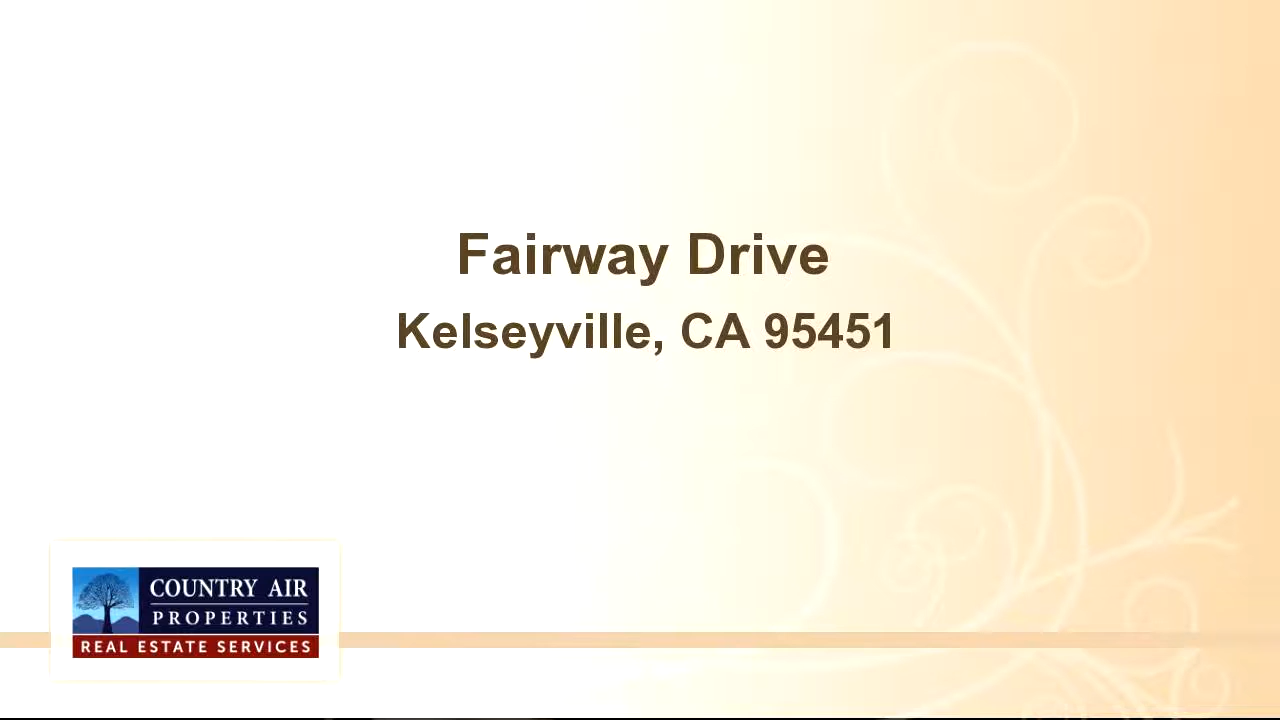 Fairway Drive
Kelseyville, CA 95451
COUNTRY AIR
PROPERTIES
REAL ESTATE SERVICES